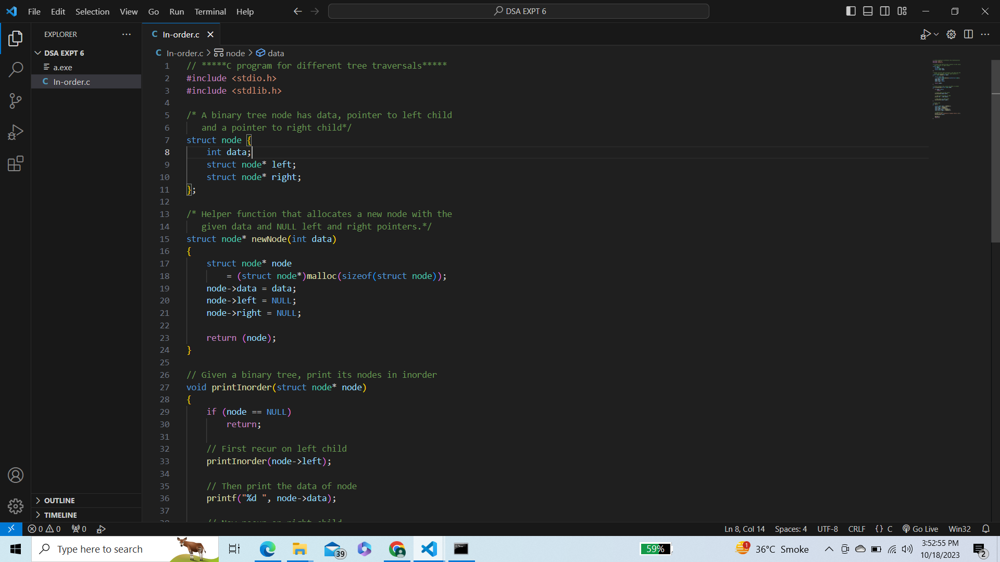 File Edit Selection View Go Run Terminal Help
DSA EXPT 6
EXPLORER
DSA EXPT 6
a.exe
C In-order.c
OUTLINE
TIMELINE
C In-order.c
C In-order.c > node > data
1 // *****C program for different tree traversals*****
2 #include <stdio.h>
3 #include <stdlib.h>
4
5 /* A binary tree node has data, pointer to left child
6    and a pointer to right child*/
7 struct node {
8     int data;
9     struct node* left;
10     struct node* right;
11 };
12
13 /* Helper function that allocates a new node with the
14    given data and NULL left and right pointers.*/
15 struct node* newNode(int data)
16 {
17     struct node* node
18         = (struct node*)malloc(sizeof(struct node));
19     node->data = data;
20     node->left = NULL;
21     node->right = NULL;
22
23     return (node);
24 }
25
26 // Given a binary tree, print its nodes in inorder
27 void printInorder(struct node* node)
28 {
29     if (node == NULL)
30         return;
31
32     // First recur on left child
33     printInorder(node->left);
34
35     // Then print the data of node
36     printf("%d ", node->data);
37
38     // Now recur on right child
0 0 0
Ln 8, Col 14 Spaces: 4 UTF-8 CRLF {} C Go Live Win32
Type here to search
39
59%
1
36°C Smoke
3:52:55 PM
10/18/2023
2